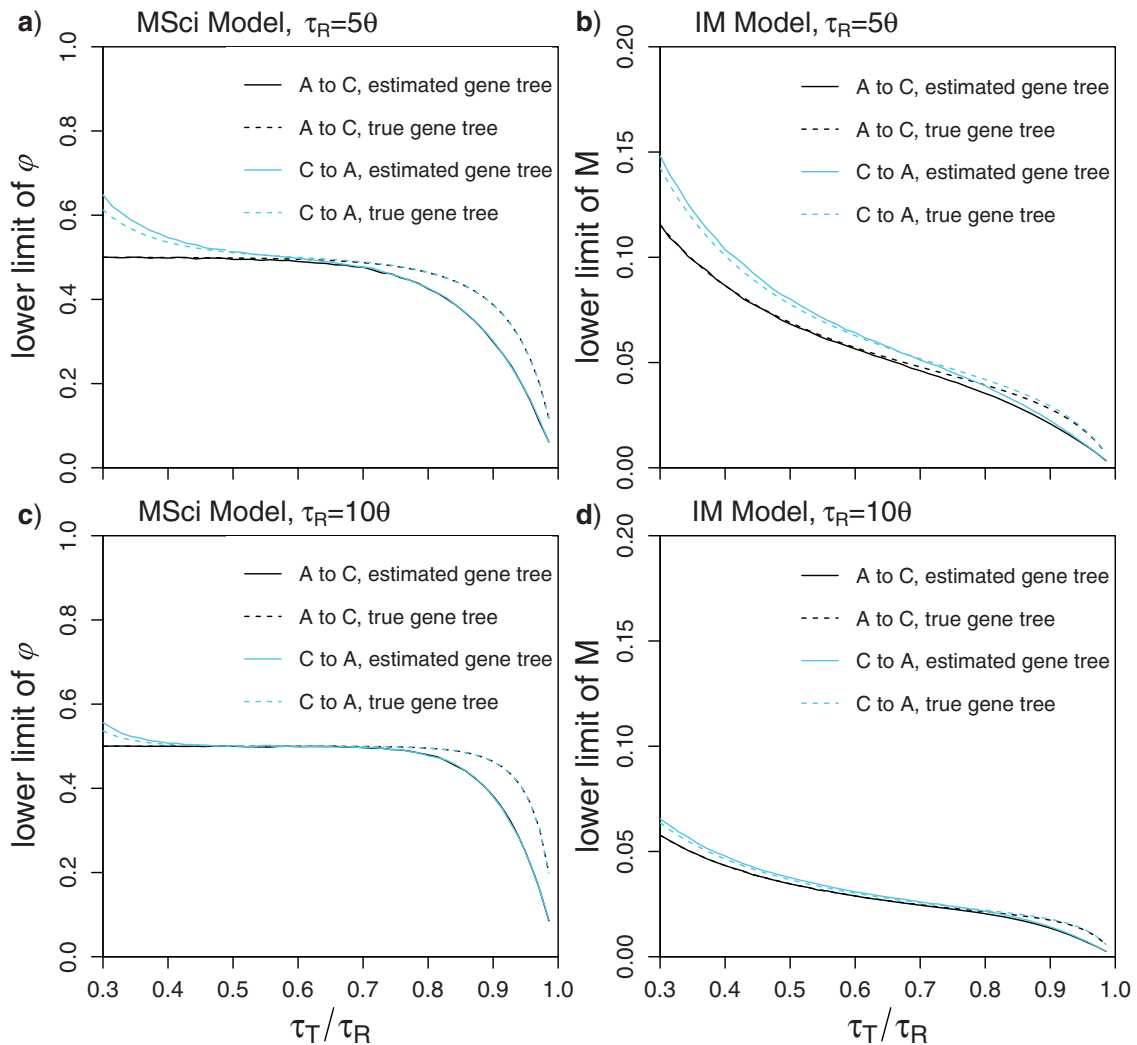 a) MSci Model, τR=5θ
lower limit of φ
0.0 0.2 0.4 0.6 0.8 1.0
A to C, estimated gene tree
A to C, true gene tree
C to A, estimated gene tree
C to A, true gene tree
b) IM Model, τR=5θ
lower limit of M
0.00 0.05 0.10 0.15 0.20
A to C, estimated gene tree
A to C, true gene tree
C to A, estimated gene tree
C to A, true gene tree
c) MSci Model, τR=10θ
lower limit of φ
0.0 0.2 0.4 0.6 0.8 1.0
A to C, estimated gene tree
A to C, true gene tree
C to A, estimated gene tree
C to A, true gene tree
0.3 0.4 0.5 0.6 0.7 0.8 0.9 1.0
τT/τR
d) IM Model, τR=10θ
lower limit of M
0.00 0.05 0.10 0.15 0.20
A to C, estimated gene tree
A to C, true gene tree
C to A, estimated gene tree
C to A, true gene tree
0.3 0.4 0.5 0.6 0.7 0.8 0.9 1.0
τT/τR